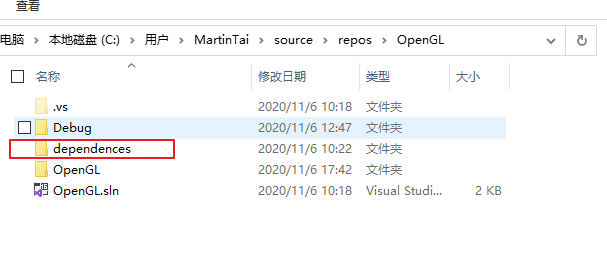 查看
电脑 > 本地磁盘 (C:) > 用户 > MartinTai > source > repos > OpenGL
名称 修改日期 类型 大小
.vs 2020/11/6 10:18 文件夹
Debug 2020/11/6 12:47 文件夹
dependences 2020/11/6 10:22 文件夹
OpenGL 2020/11/6 17:42 文件夹
OpenGL.sln 2020/11/6 10:18 Visual Studi... 2 KB